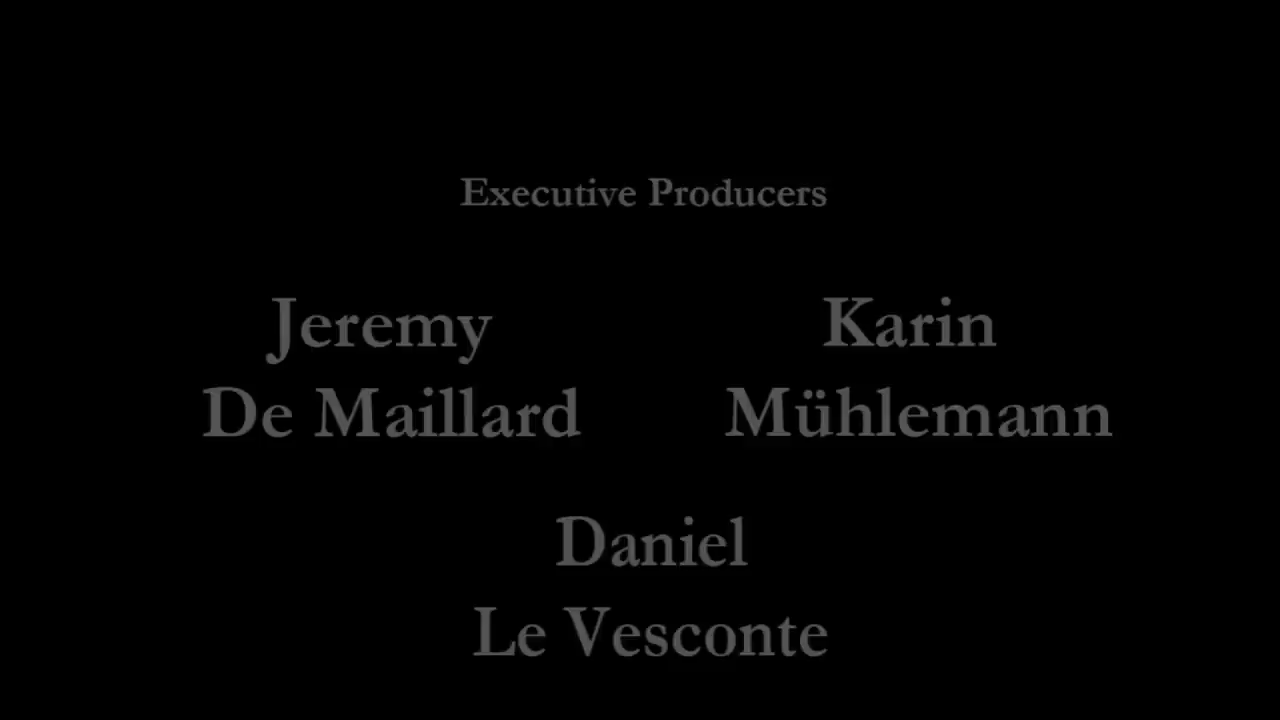 Executive Producers
Jeremy
De Maillard
Karin
Mühlemann
Daniel
Le Vesconte